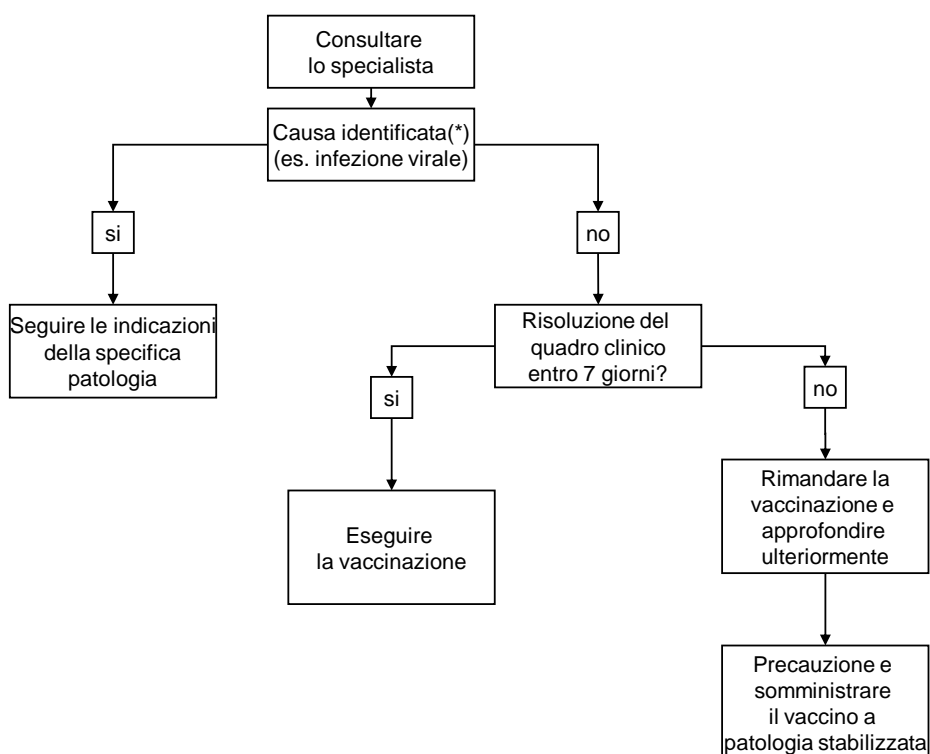 Consultare
lo specialista
Causa identificata(*)
(es. infezione virale)
si
no
Seguire le indicazioni
della specifica
patologia
Risoluzione del
quadro clinico
entro 7 giorni?
si
no
Eseguire
la vaccinazione
Rimandare la
vaccinazione e
approfondire
ulteriormente
Precauzione e
somministrare
il vaccino a
patologia stabilizzata